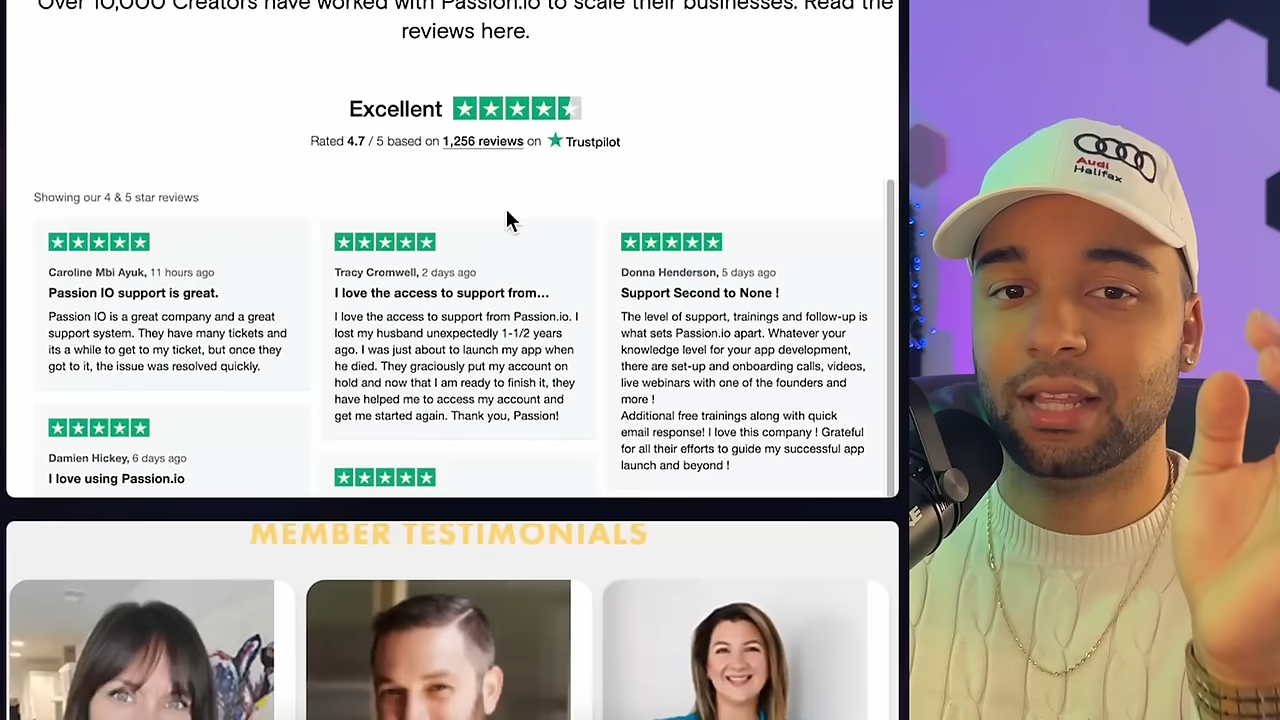 Over 10,000 Creators have worked with Passion.io to scale their businesses. Read the
reviews here.
Excellent
Rated 4.7 / 5 based on 1,256 reviews on Trustpilot
Showing our 4 & 5 star reviews
Caroline Mbi Ayuk, 11 hours ago
Passion IO support is great.
Passion IO is a great company and a great
support system. They have many tickets and
its a while to get to my ticket, but once they
got to it, the issue was resolved quickly.
Damien Hickey, 6 days ago
I love using Passion.io
Tracy Cromwell, 2 days ago
I love the access to support from...
I love the access to support from Passion.io. I
lost my husband unexpectedly 1-1/2 years
ago. I was just about to launch my app when
he died. They graciously put my account on
hold and now that I am ready to finish it, they
have helped me to access my account and
get me started again. Thank you, Passion!
Donna Henderson, 5 days ago
Support Second to None !
The level of support, trainings and follow-up is
what sets Passion.io apart. Whatever your
knowledge level for your app development,
there are set-up and onboarding calls, videos,
live webinars with one of the founders and
more !
Additional free trainings along with quick
email response! I love this company ! Grateful
for all their efforts to guide my successful app
launch and beyond !
MEMBER TESTIMONIALS
Audi
Halifax